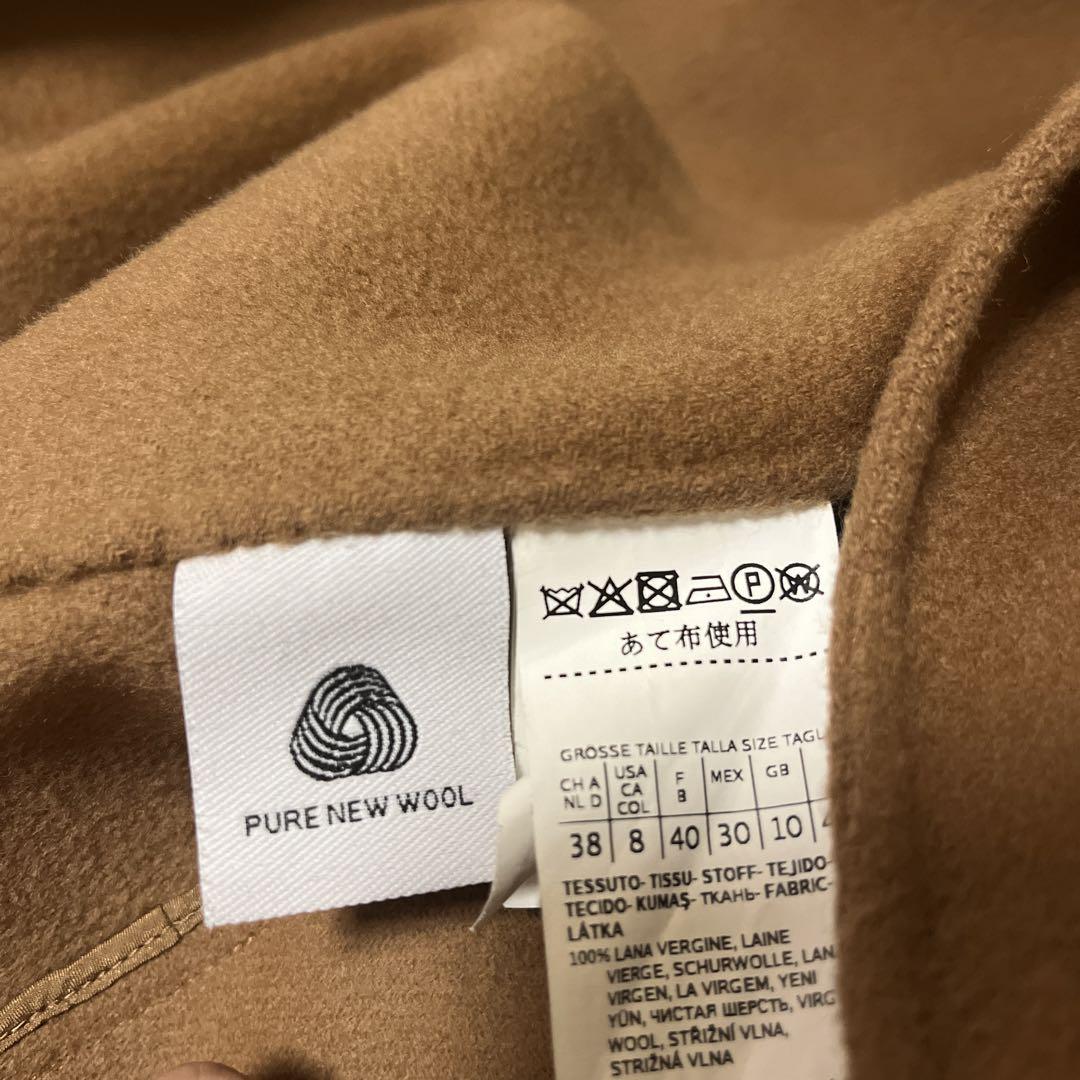 PURE NEW WOOL
P
W
あて布使用
GRÖSSE TAILLE TALLA SIZE
CH A NL D
USA CA COL
F B
MEX
GB
38 8 40 30 10
TESSUTO- TISSU- STOFF- TEJIDO-
TECIDO- KUMAŞ- ТКАНЬ- FABRIC-
LÁTKA
100% LANA VERGINE, LAINE
VIERGE, SCHURWOLLE,
VIRGEN, LA VIRGEM, YENI
YÜN, ЧИСТАЯ ШЕРСТЬ,
WOOL, STŘIŽNÍ VLNA,
STRIŽNÁ VLNA